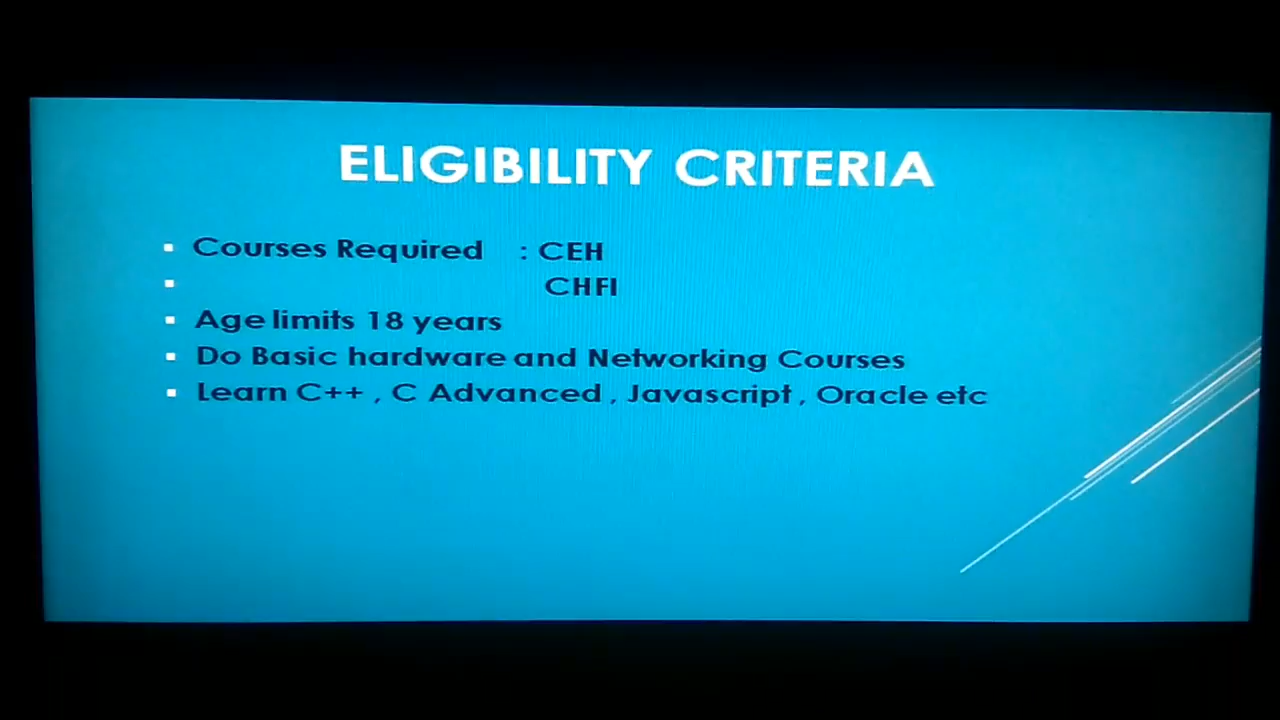 ELIGIBILITY CRITERIA
▪ Courses Required : CEH
▪ CHFI
▪ Age limits 18 years
▪ Do Basic hardware and Networking Courses
▪ Learn C++ , C Advanced , Javascript , Oracle etc